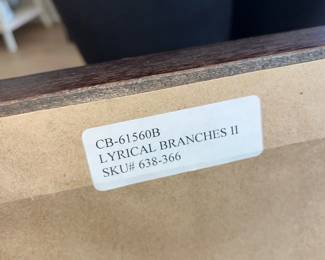 CB-61560B
LYRICAL BRANCHES II
SKU# 638-366